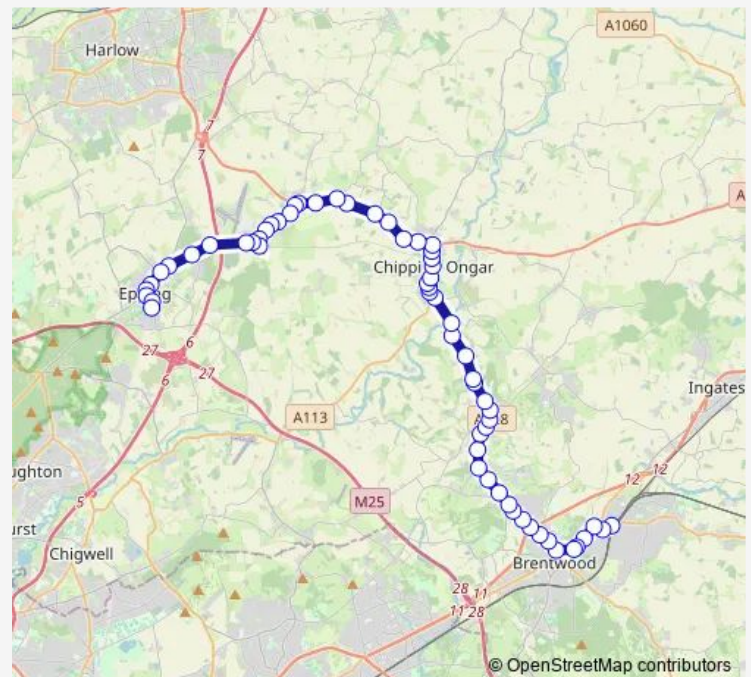 A1060
Harlow
7
7
A
Chippi Ongar
Ep g
6
27
6
27
Ingates
A113
A 8
ughton
12
12
5
M25
urst
Chigwell
Brentwood
28
11
11
28
© OpenStreetMap contributors